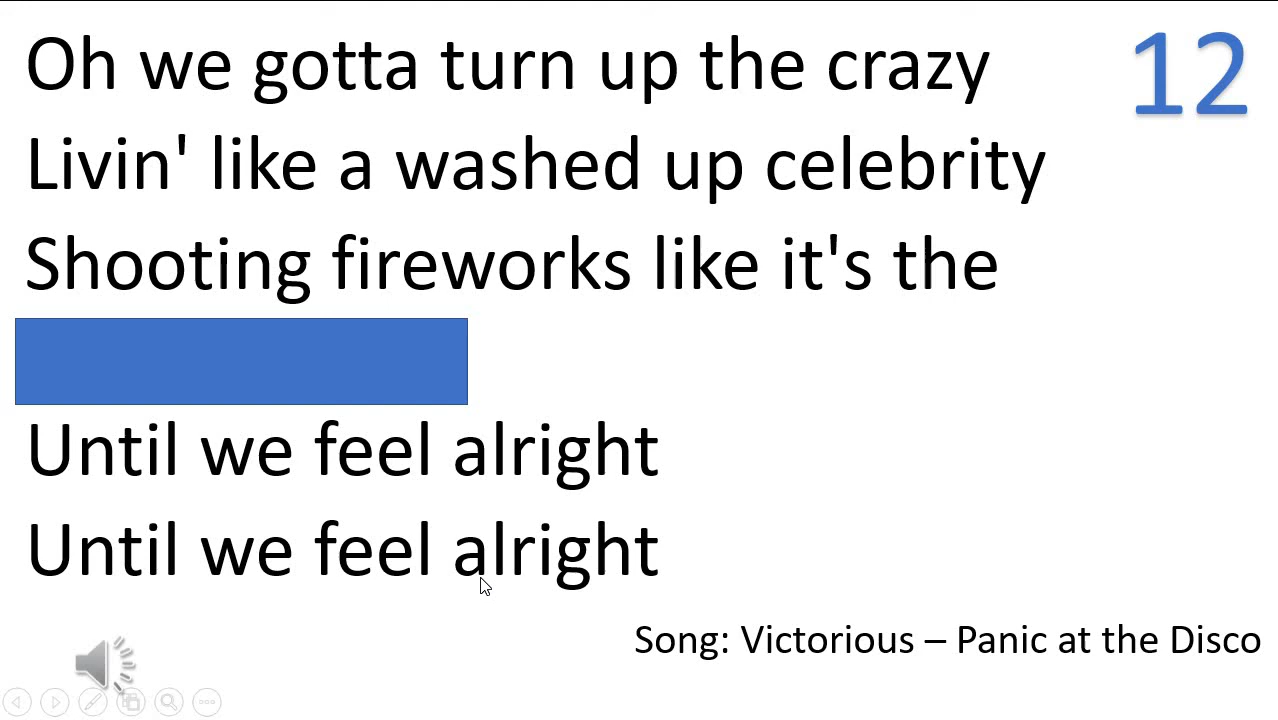 Oh we gotta turn up the crazy
12
Livin' like a washed up celebrity
Shooting fireworks like it's the
Until we feel alright
Until we feel alright
Song: Victorious – Panic at the Disco